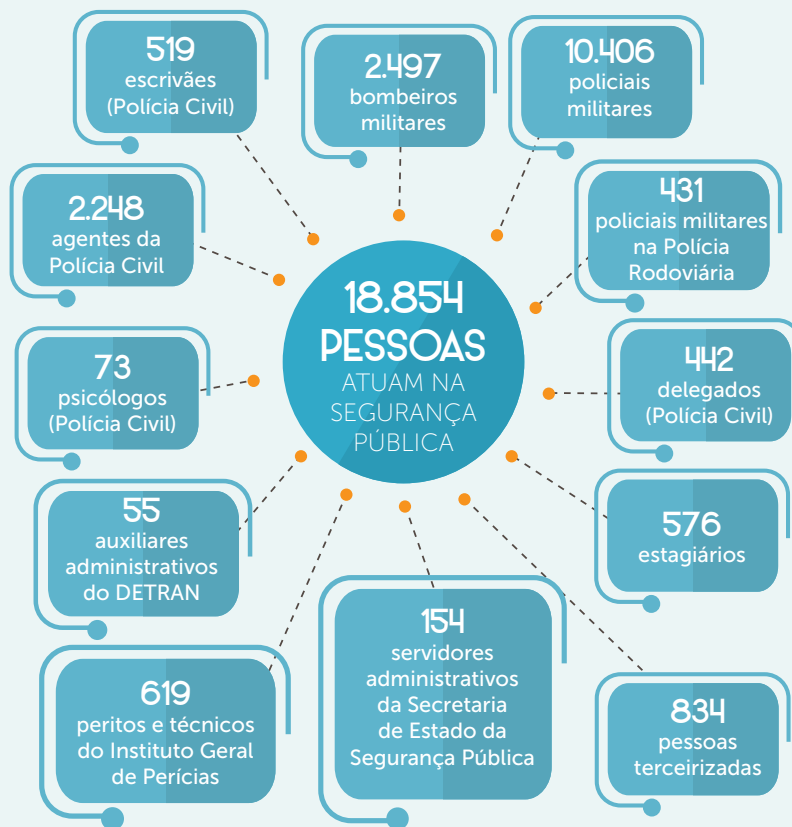 519
escrivães
(Polícia Civil)
2.497
bombeiros
militares
10.406
policiais
militares
2.248
agentes da
Polícia Civil
431
policiais militares
na Polícia
Rodoviária
18.854
PESSOAS
ATUAM NA
SEGURANÇA
PÚBLICA
73
psicólogos
(Polícia Civil)
442
delegados
(Polícia Civil)
55
auxiliares
administrativos
do DETRAN
576
estagiários
619
peritos e técnicos
do Instituto Geral
de Perícias
154
servidores
administrativos
da Secretaria
de Estado da
Segurança Pública
834
pessoas
terceirizadas